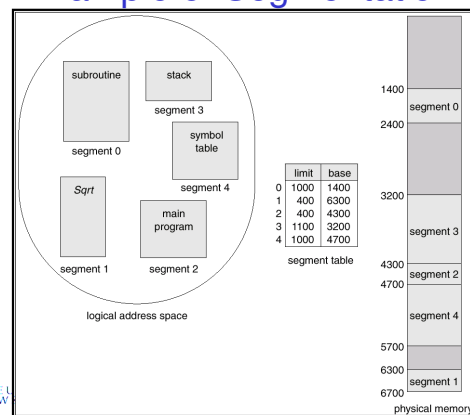 subroutine
segment 0
stack
segment 3
symbol
table
segment 4
Sqrt
segment 1
main
program
segment 2
logical address space
limit base
0 1000 1400
1 400 6300
2 400 4300
3 1100 3200
4 1000 4700
segment table
1400
segment 0
2400
3200
segment 3
4300
segment 2
4700
segment 4
5700
6300
segment 1
6700
physical memory